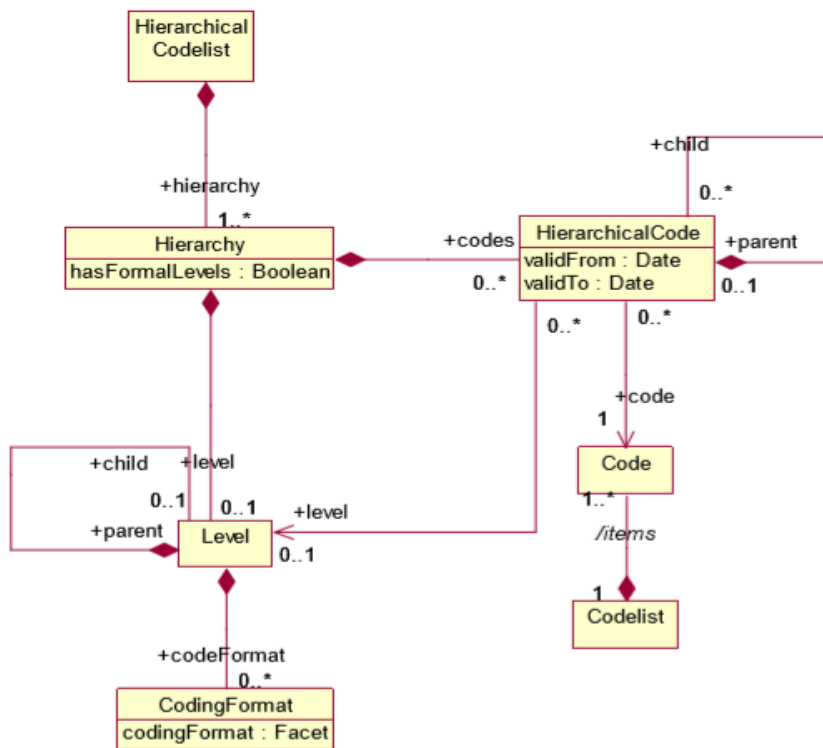 Hierarchical
Codelist
+child
+hierarchy
0..*
1..*
Hierarchy
hasFormalLevels : Boolean
+codes
0..*
HierarchicalCode
validFrom : Date
validTo : Date
+parent
0..1
0..*
0..*
+code
1
+child
+level
Code
0..1
0..1
+level
1..*
+parent
Level
0..1
/items
1
Codelist
+codeFormat
0..*
CodingFormat
codingFormat : Facet